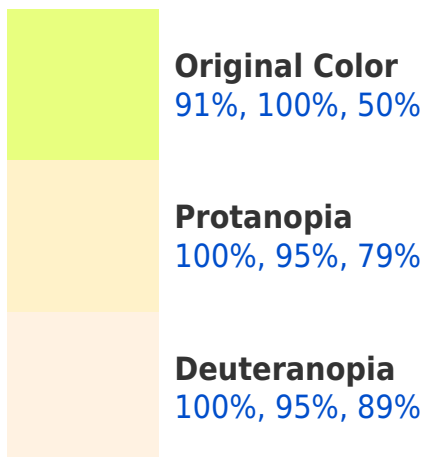 Original Color
91%, 100%, 50%
Protanopia
100%, 95%, 79%
Deuteranopia
100%, 95%, 89%